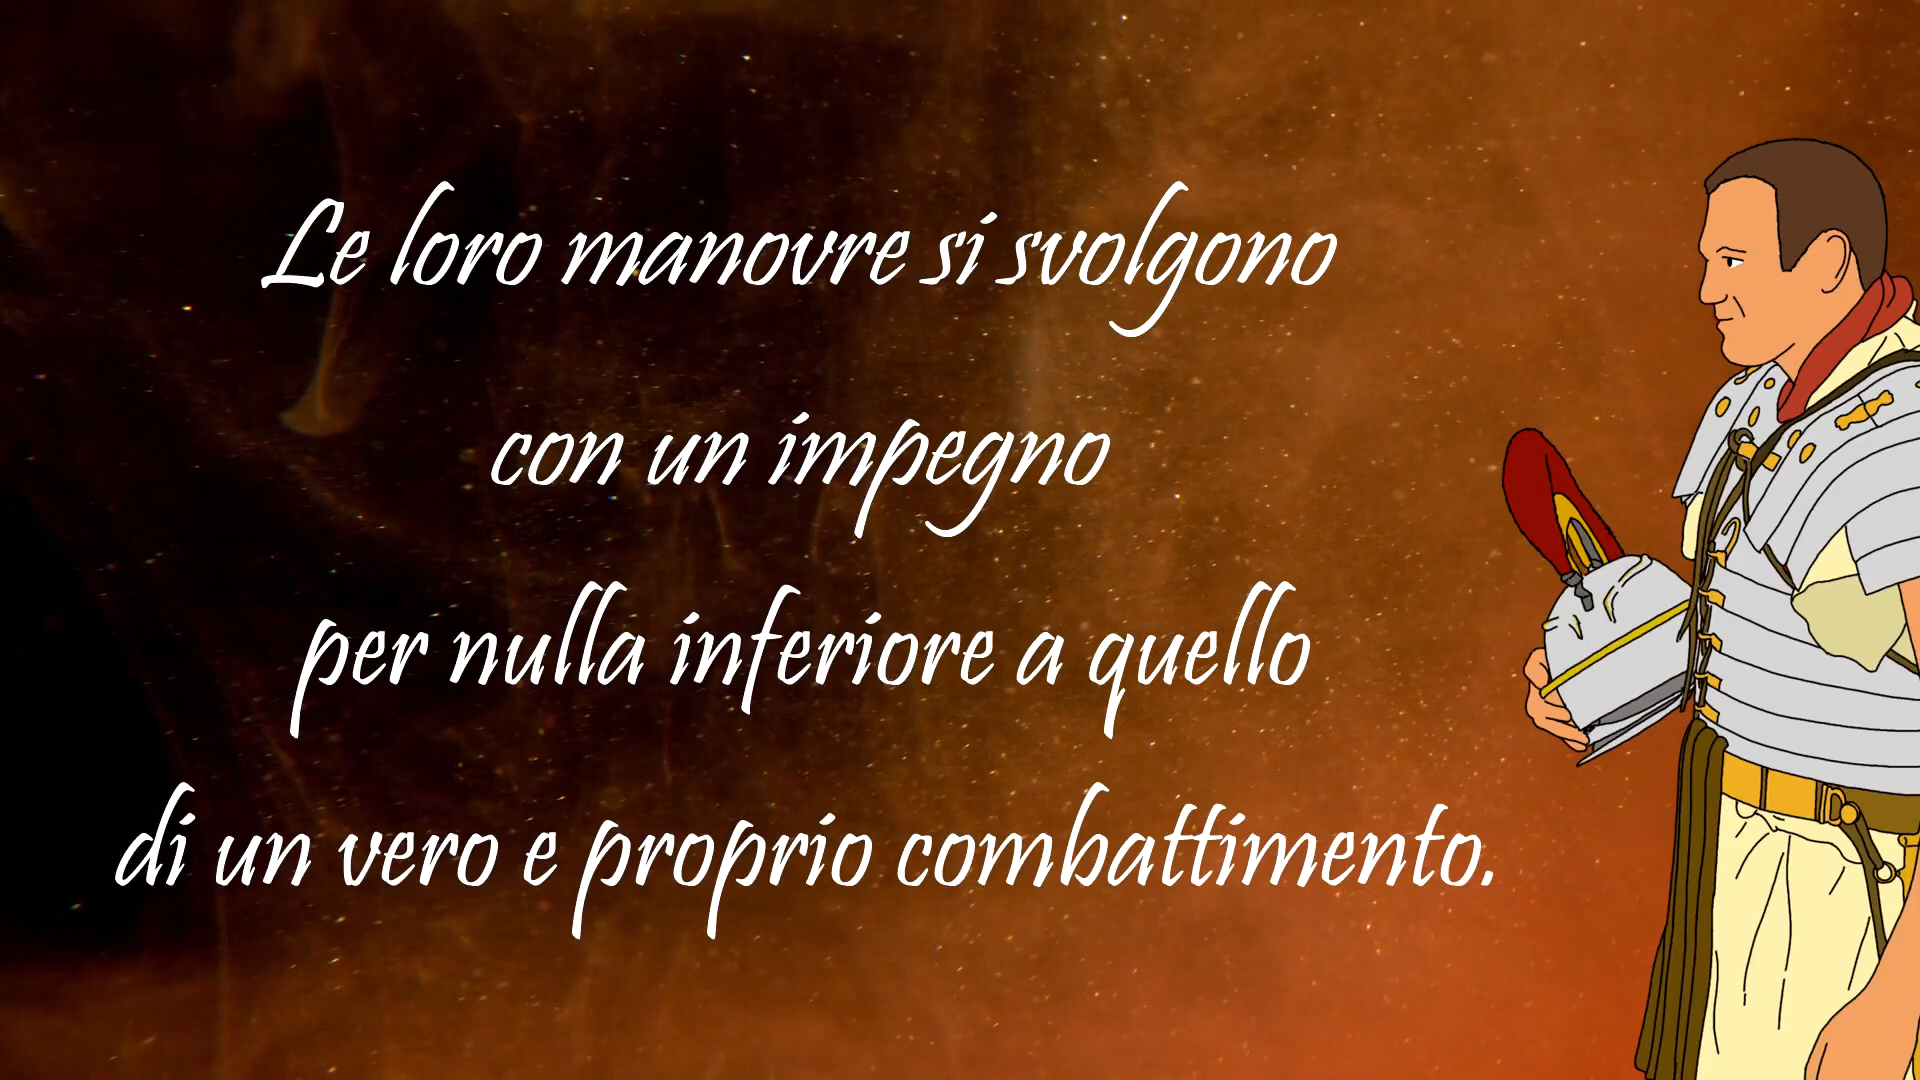 Le loro manovre si svolgono
con un impegno
per nulla inferiore a quello
di un vero e proprio combattimento.